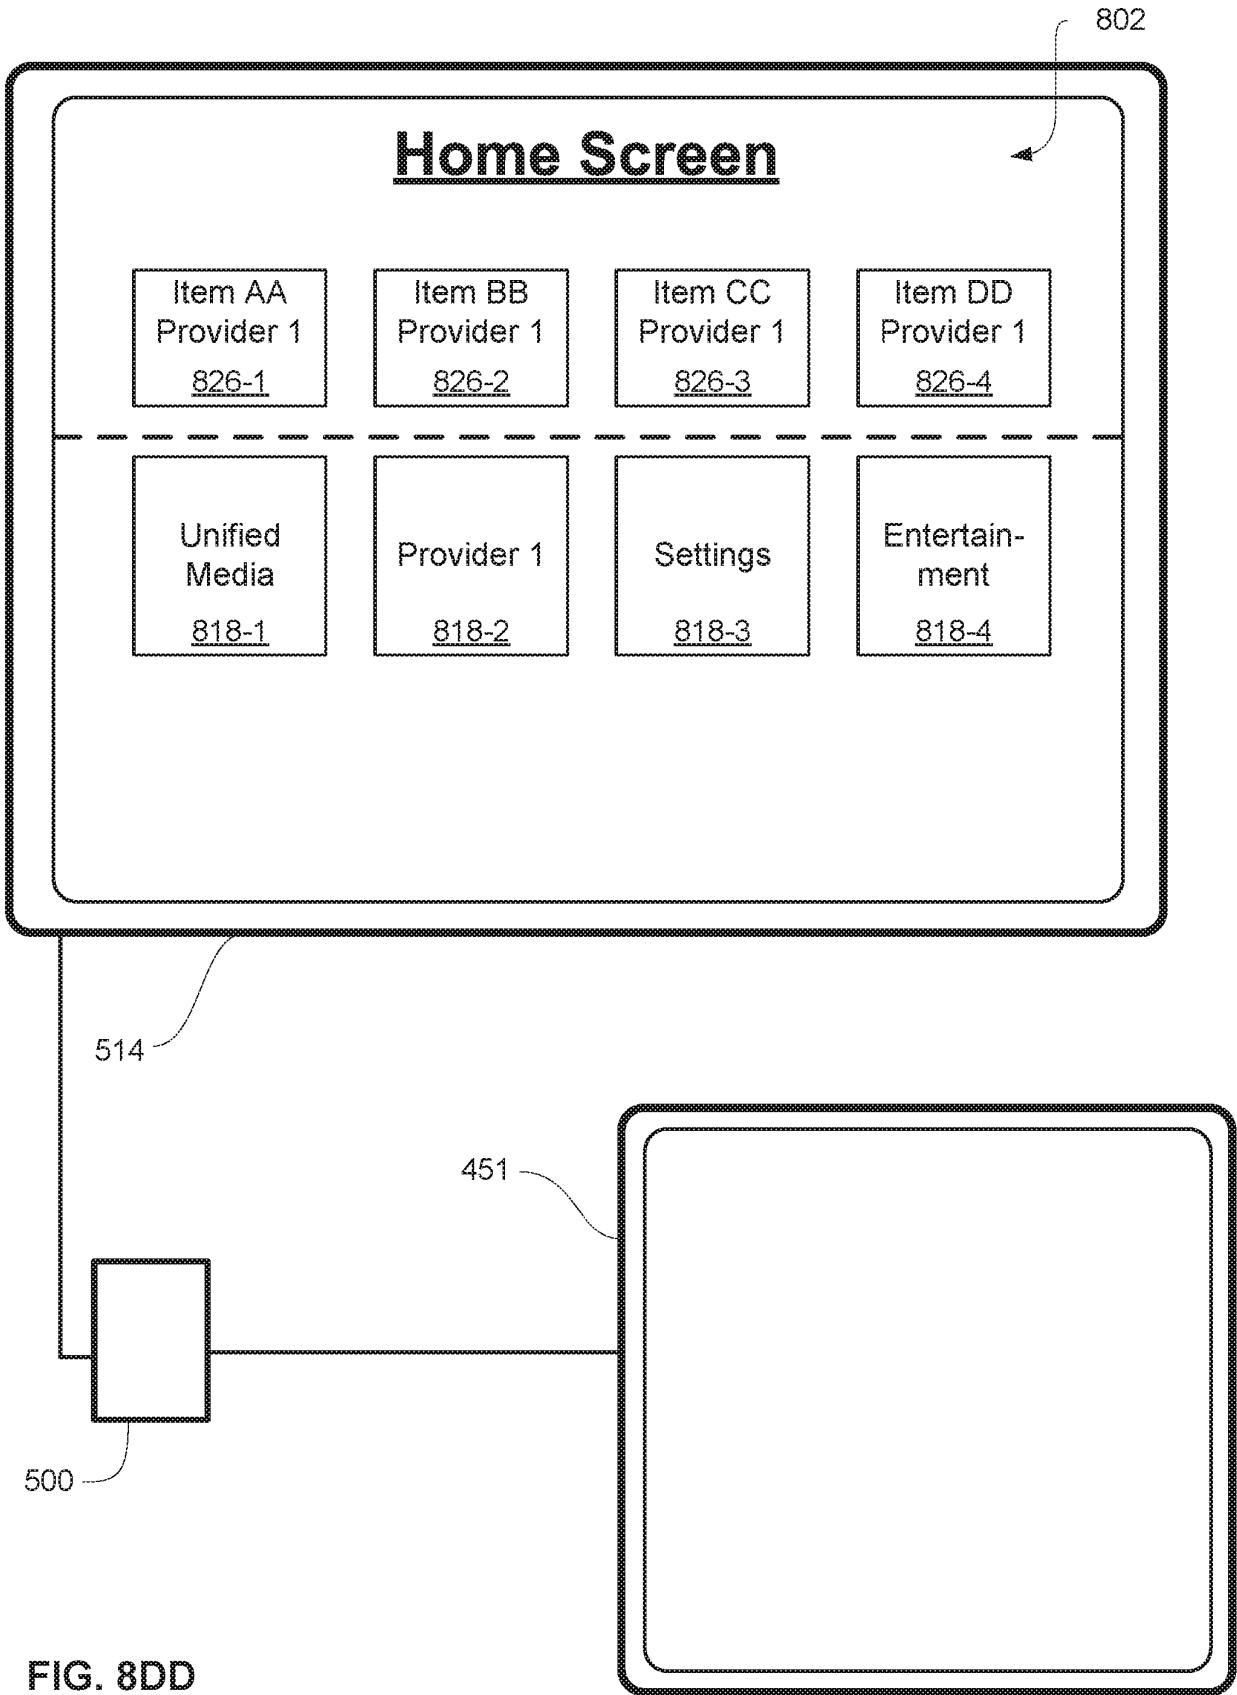 802
Home Screen
Item AA
Provider 1
826-1
Item BB
Provider 1
826-2
Item CC
Provider 1
826-3
Item DD
Provider 1
826-4
Unified
Media
818-1
Provider 1
818-2
Settings
818-3
Entertain-
ment
818-4
514
451
500
FIG. 8DD